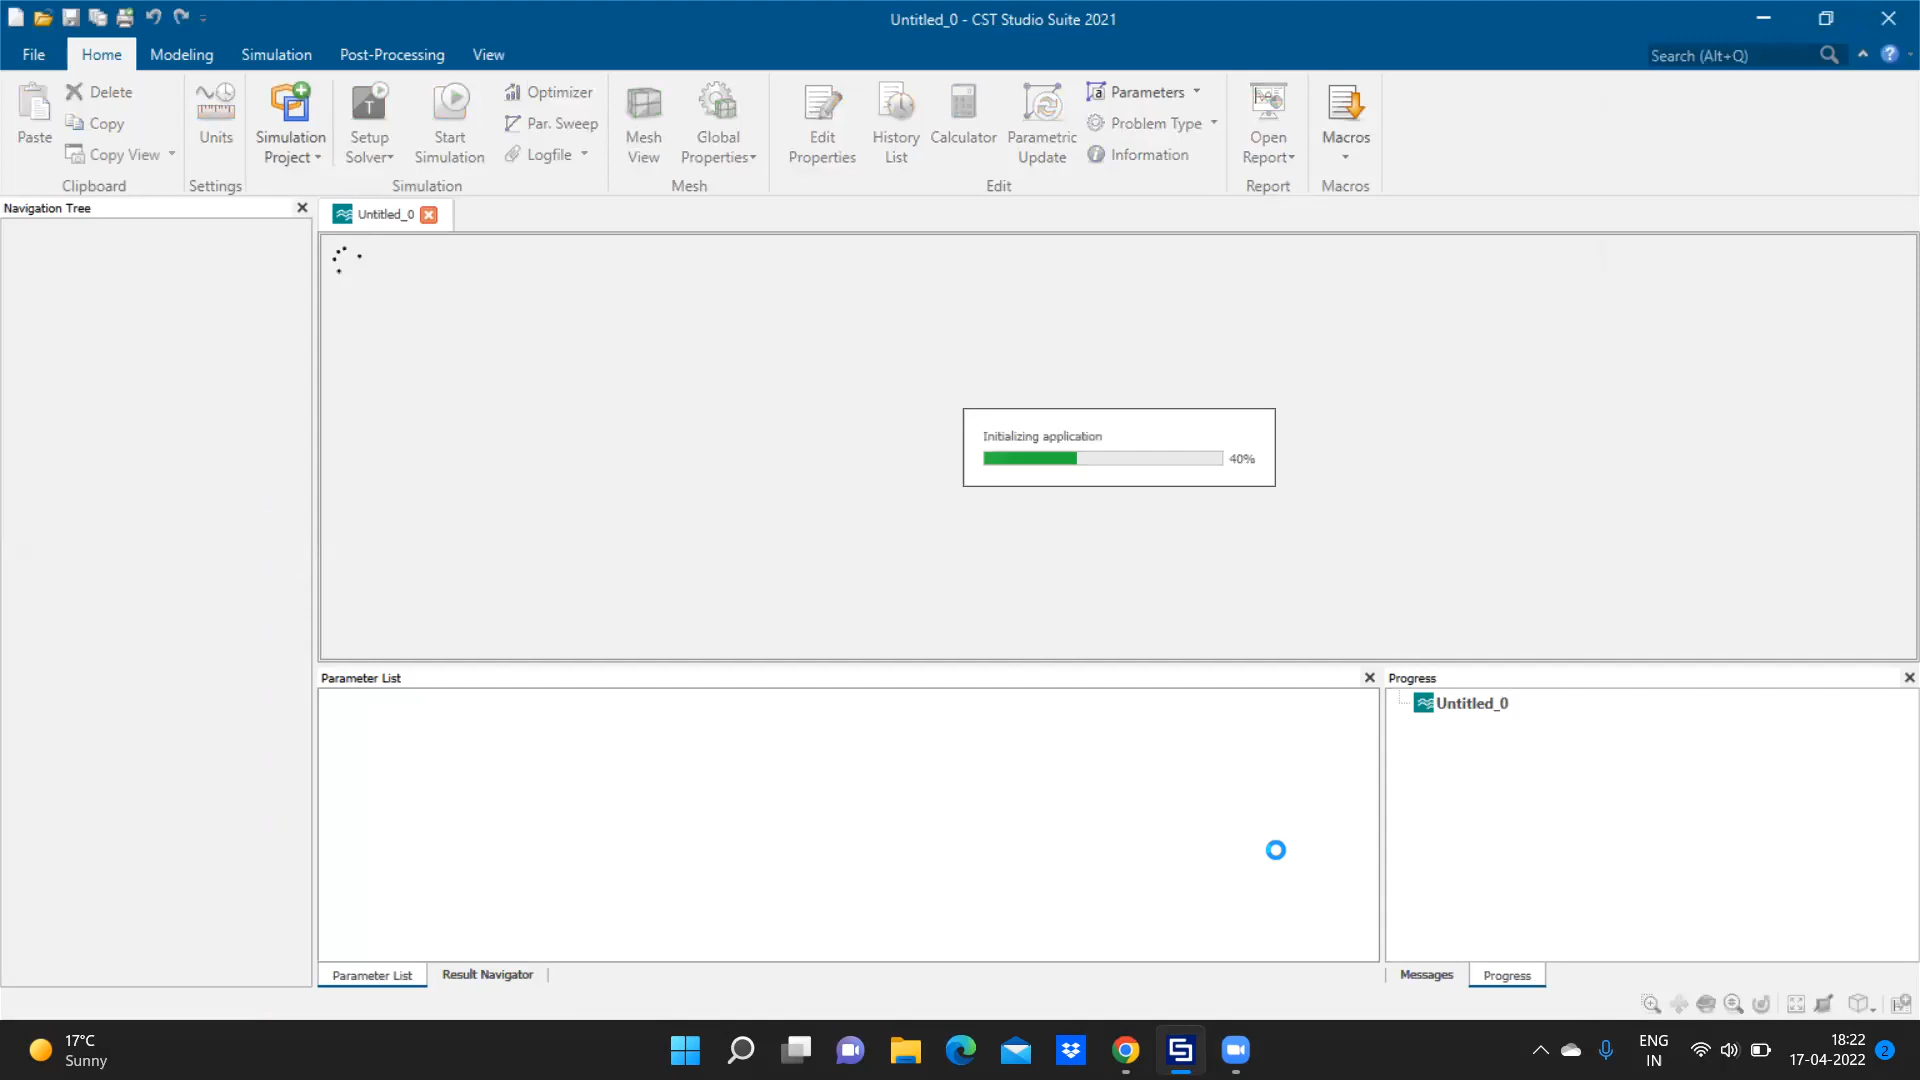 Untitled_0 - CST Studio Suite 2021
File
Home
Modeling
Simulation
Post-Processing
View
Search (Alt+Q)
Paste
Delete
Copy
Copy View
Clipboard
Units
Settings
Simulation
Project
Setup
Solver
Start
Simulation
Optimizer
Par. Sweep
Logfile
Simulation
Mesh
View
Global
Properties
Mesh
Edit
Properties
History
List
Calculator
Parametric
Update
Parameters
Problem Type
Information
Edit
Open
Report
Report
Macros
Macros
Navigation Tree
Untitled_0
Initializing application
40%
Parameter List
Progress
Untitled_0
Parameter List
Result Navigator
Messages
Progress
17°C
Sunny
ENG
IN
18:22
17-04-2022
2